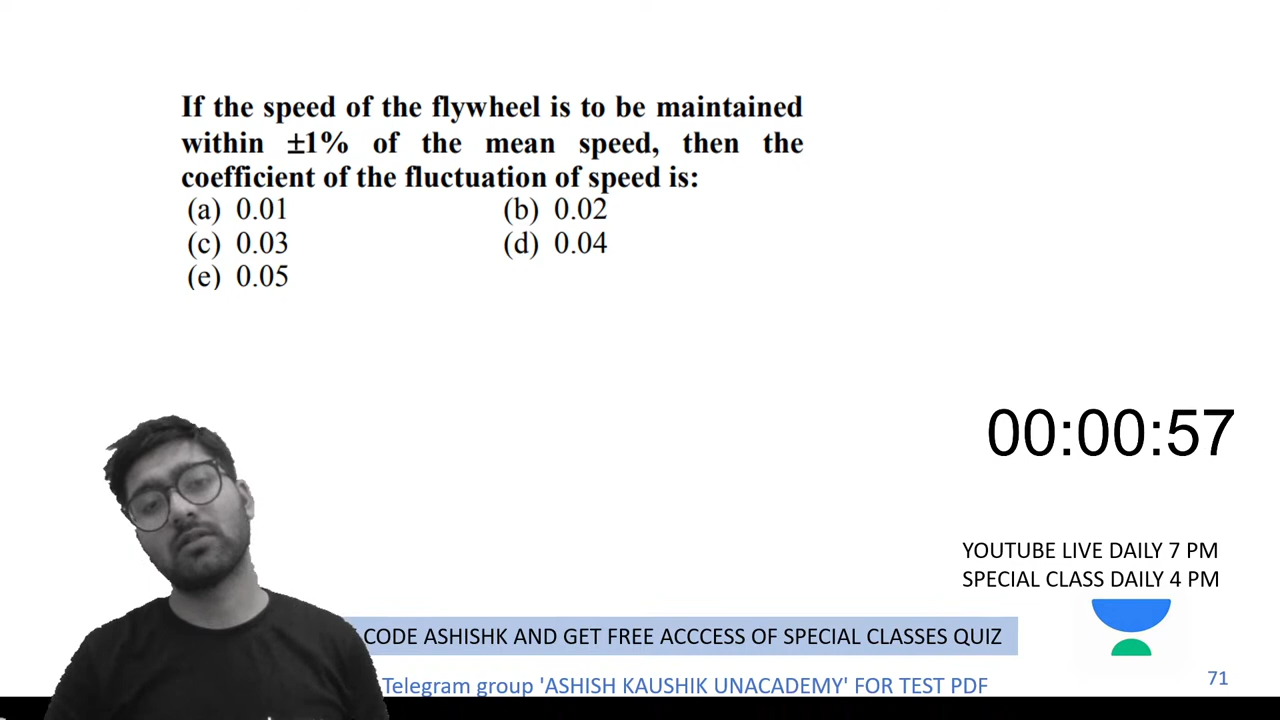 If the speed of the flywheel is to be maintained
within ±1% of the mean speed, then the
coefficient of the fluctuation of speed is:
(a) 0.01 (b) 0.02
(c) 0.03 (d) 0.04
(e) 0.05
00:00:57
YOUTUBE LIVE DAILY 7 PM
SPECIAL CLASS DAILY 4 PM
CODE ASHISHK AND GET FREE ACCCESS OF SPECIAL CLASSES QUIZ
Telegram group 'ASHISH KAUSHIK UNACADEMY' FOR TEST PDF
71